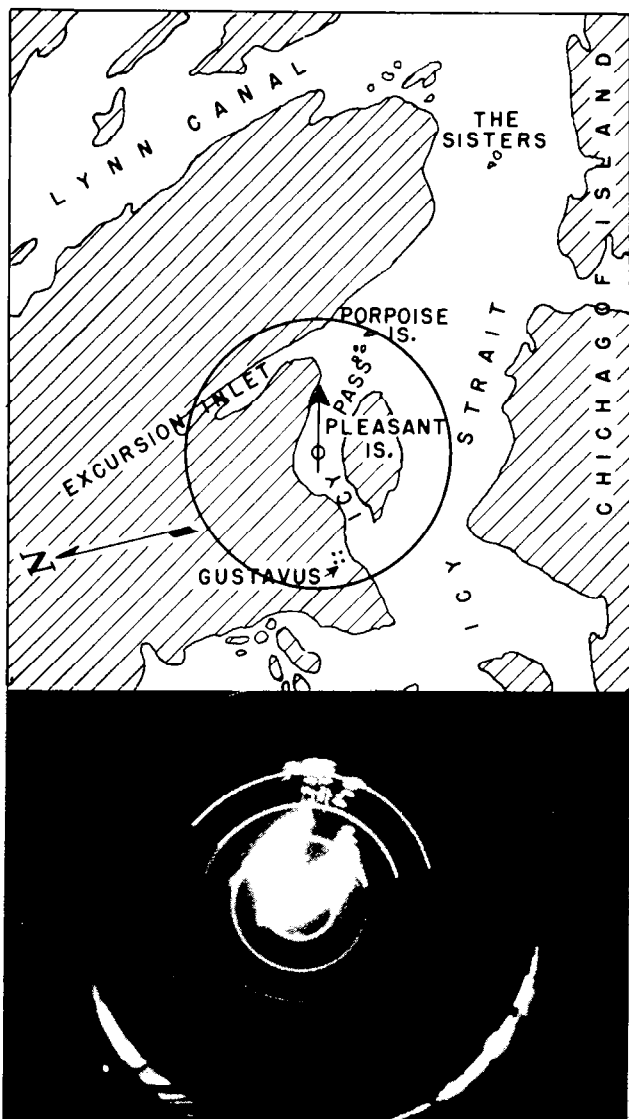 LYNN CANAL
THE
SISTERS
CHICHAGOF ISLAND
PORPOISE
IS.
EXCURSION INLET
ICY PASS
PLEASANT
IS.
ICY STRAIT
N
GUSTAVUS